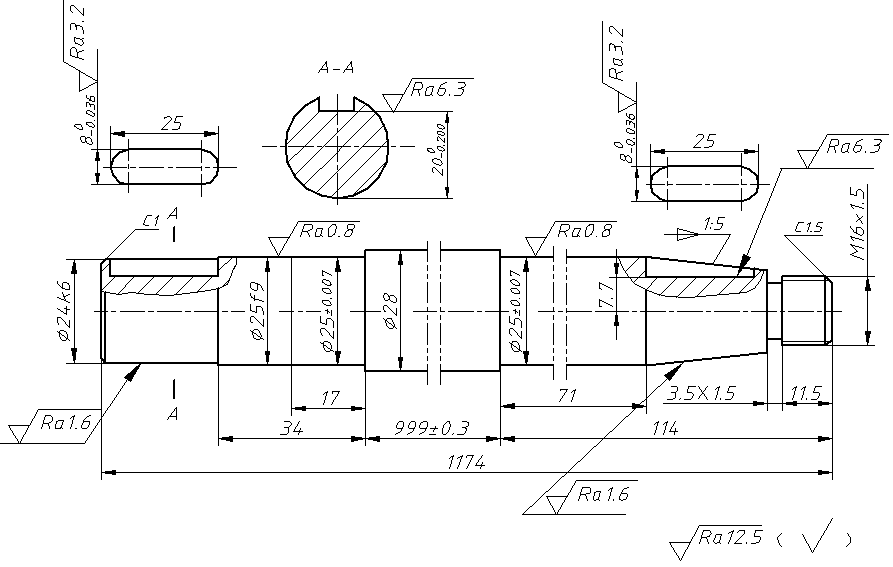 Ra3.2
25
8 0 -0.036
A-A
Ra6.3
20 0 -0.200
Ra3.2
25
8 0 -0.036
Ra6.3
C1
A
Ra0.8
Ra0.8
1:5
C1.5
M16×1.5
Ø24k6
Ø25f9
Ø25±0.007
Ø28
Ø25±0.007
7.7
A
Ra1.6
17
71
3.5X1.5
11.5
34
999±0.3
114
1174
Ra1.6
Ra12.5 ( √ )